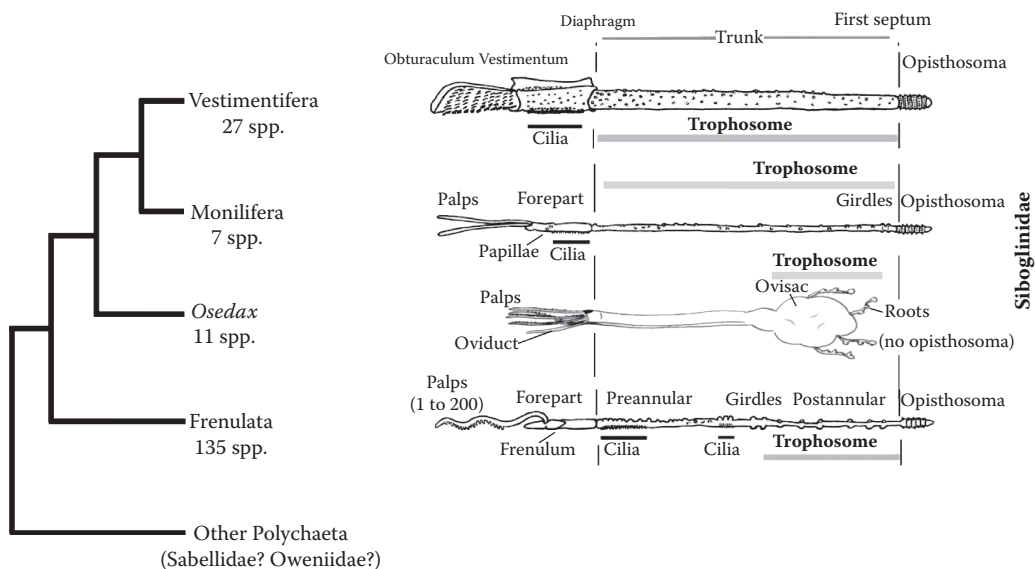 Diaphragm
First septum
Trunk
Obturaculum Vestimentum
Opisthosoma
Vestimentifera
27 spp.
Cilia
Trophosome
Trophosome
Palps
Forepart
Girdles
Opisthosoma
Monilifera
7 spp.
Papillae
Cilia
Trophosome
Ovisac
Palps
Roots
Osedax
11 spp.
Oviduct
(no opisthosoma)
Palps
(1 to 200)
Forepart
Preannular
Girdles
Postannular
Opisthosoma
Frenulata
135 spp.
Frenulum
Cilia
Cilia
Trophosome
Siboglinidae
Other Polychaeta
(Sabellidae? Oweniidae?)